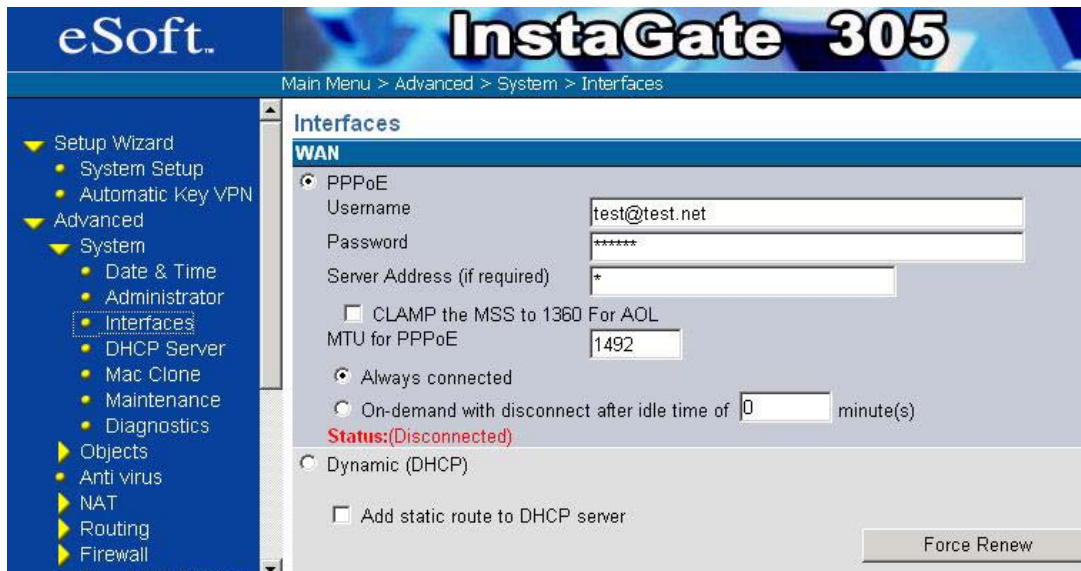 eSoft™
InstaGate 305
Main Menu > Advanced > System > Interfaces
Setup Wizard
System Setup
Automatic Key VPN
Advanced
System
Date & Time
Administrator
Interfaces
DHCP Server
Mac Clone
Maintenance
Diagnostics
Objects
Anti virus
NAT
Routing
Firewall
Interfaces
WAN
PPPoE
Username test@test.net
Password ******
Server Address (if required) *
CLAMP the MSS to 1360 For AOL
MTU for PPPoE 1492
Always connected
On-demand with disconnect after idle time of 0 minute(s)
Status:(Disconnected)
Dynamic (DHCP)
Add static route to DHCP server
Force Renew